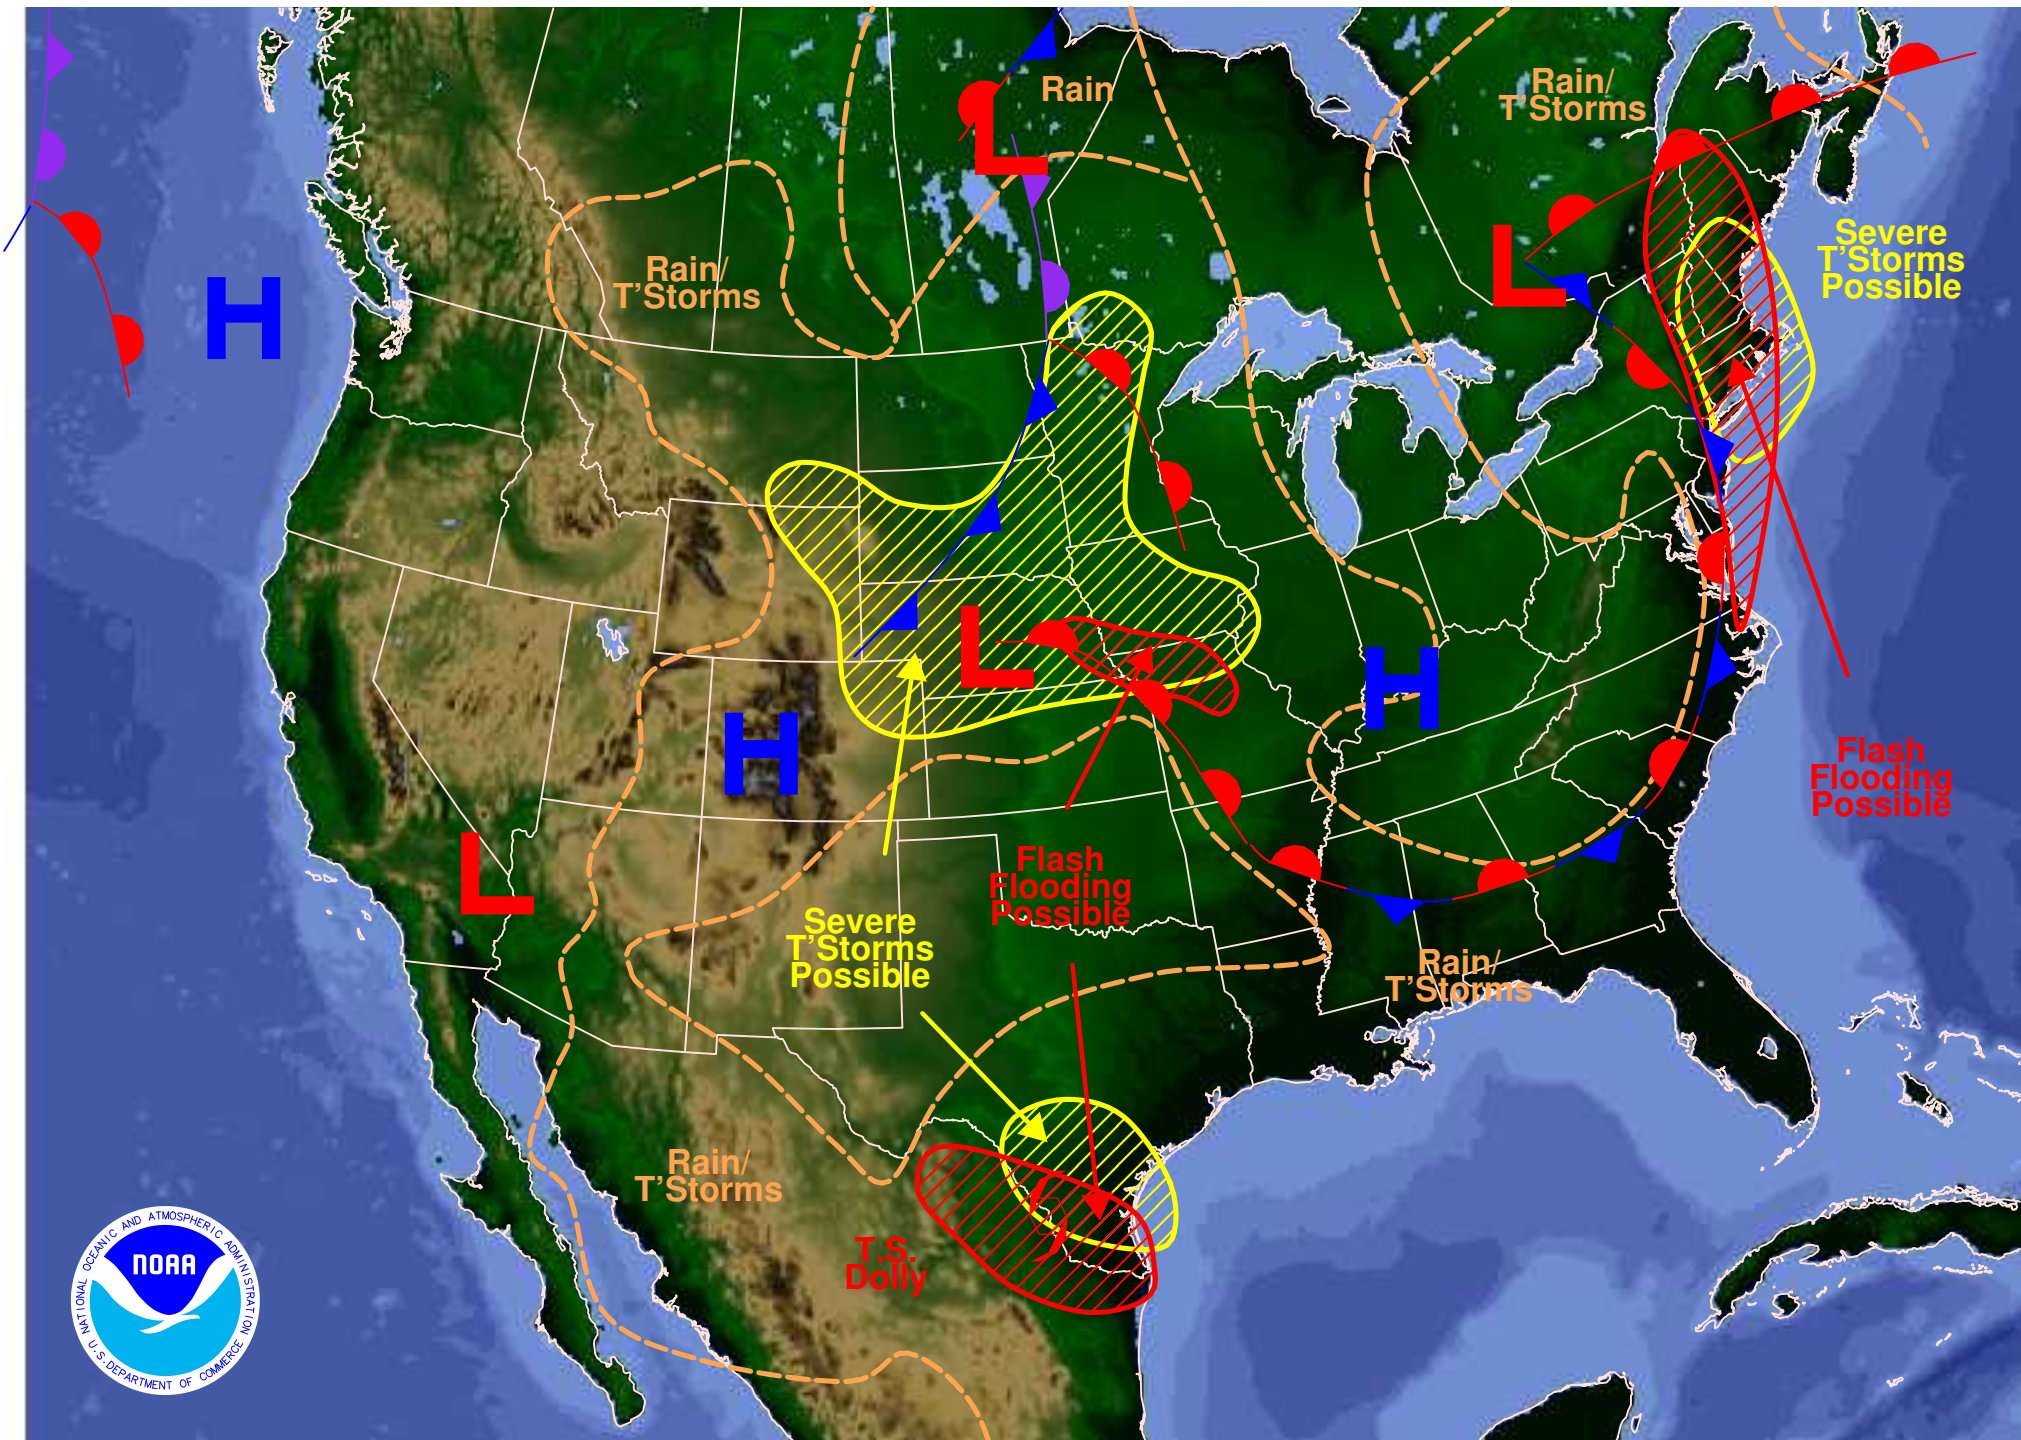 Rain
Rain/
T'Storms
L
Severe
T'Storms
Possible
L
Rain/
T'Storms
H
L
H
H
Flash
Flooding
Possible
L
Flash
Flooding
Possible
Severe
T'Storms
Possible
Rain/
T'Storms
Rain/
T'Storms
T.S.
Dolly
NATIONAL OCEANIC AND ATMOSPHERIC ADMINISTRATION
NOAA
U.S. DEPARTMENT OF COMMERCE